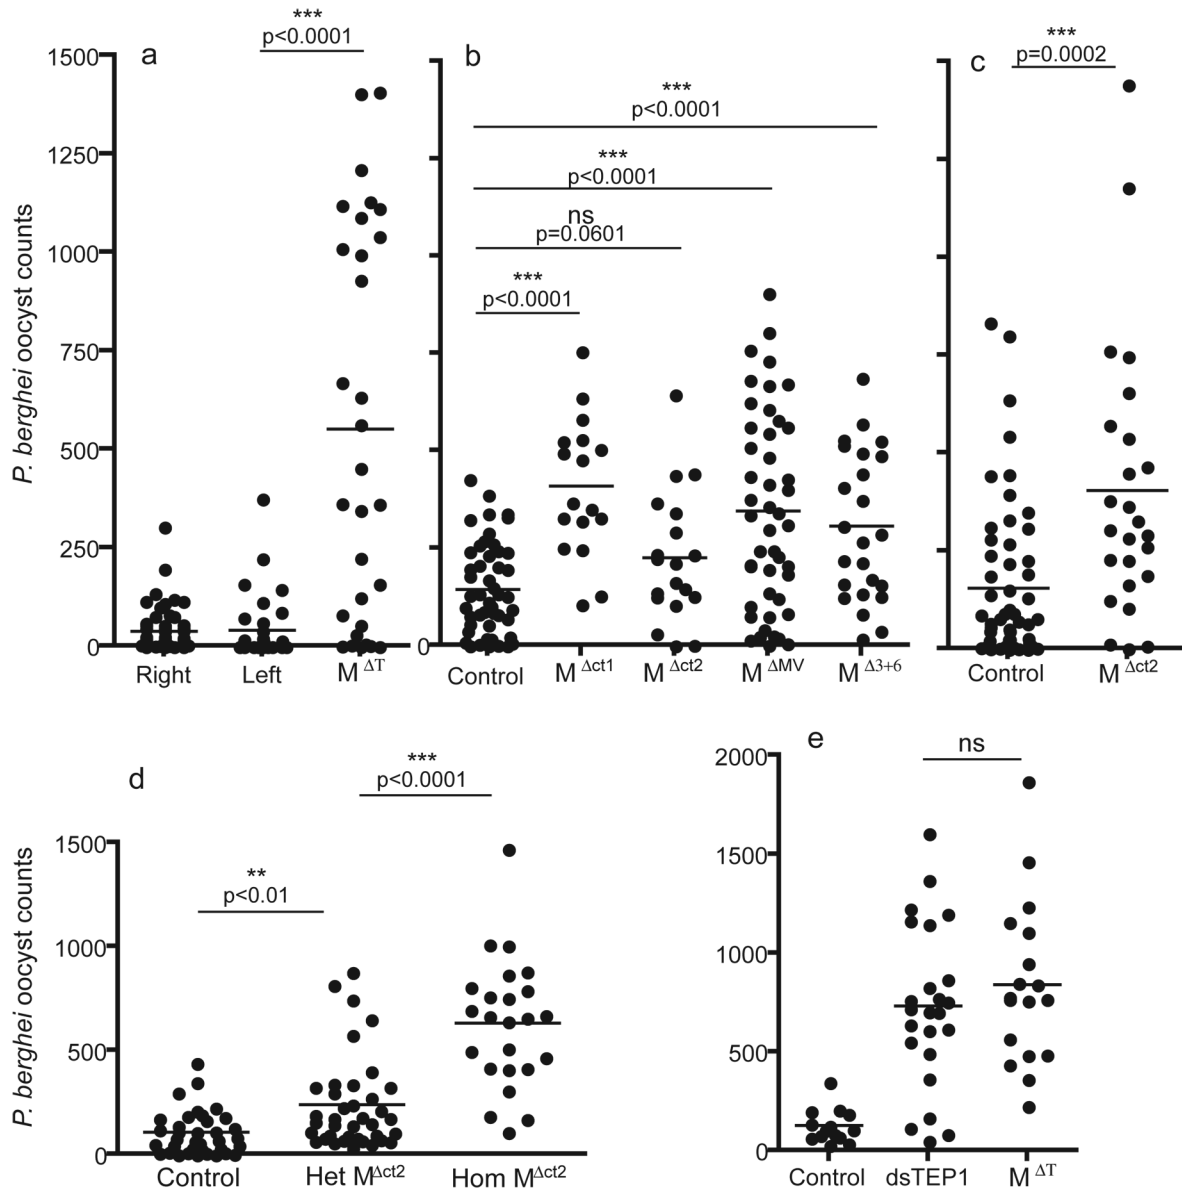 a
***
p<0.0001
P. berghei oocyst counts
1500
1250
1000
750
500
250
0
Right
Left
M ΔT
b
***
p<0.0001
***
p<0.0001
ns
p=0.0601
***
p<0.0001
0
Control
M Δct1
M Δct2
M ΔMV
M Δ3+6
c
***
p=0.0002
Control
M Δct2
d
***
p<0.0001
**
p<0.01
P. berghei oocyst counts
1500
1000
500
0
Control
Het MΔct2
Hom MΔct2
e
ns
2000
1500
1000
500
0
Control
dsTEP1
M ΔT